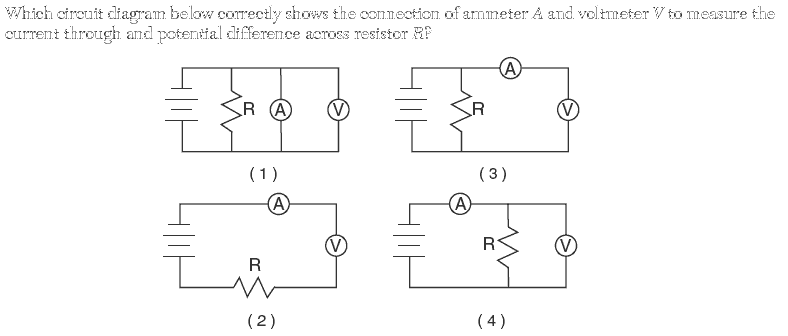 Which circuit diagram below correctly shows the connection of ammeter A and voltmeter V to measure the
current through and potential difference across resistor R?
A
R A V
R
V
(1)
(3)
A
A
V
R
V
R
(2)
(4)